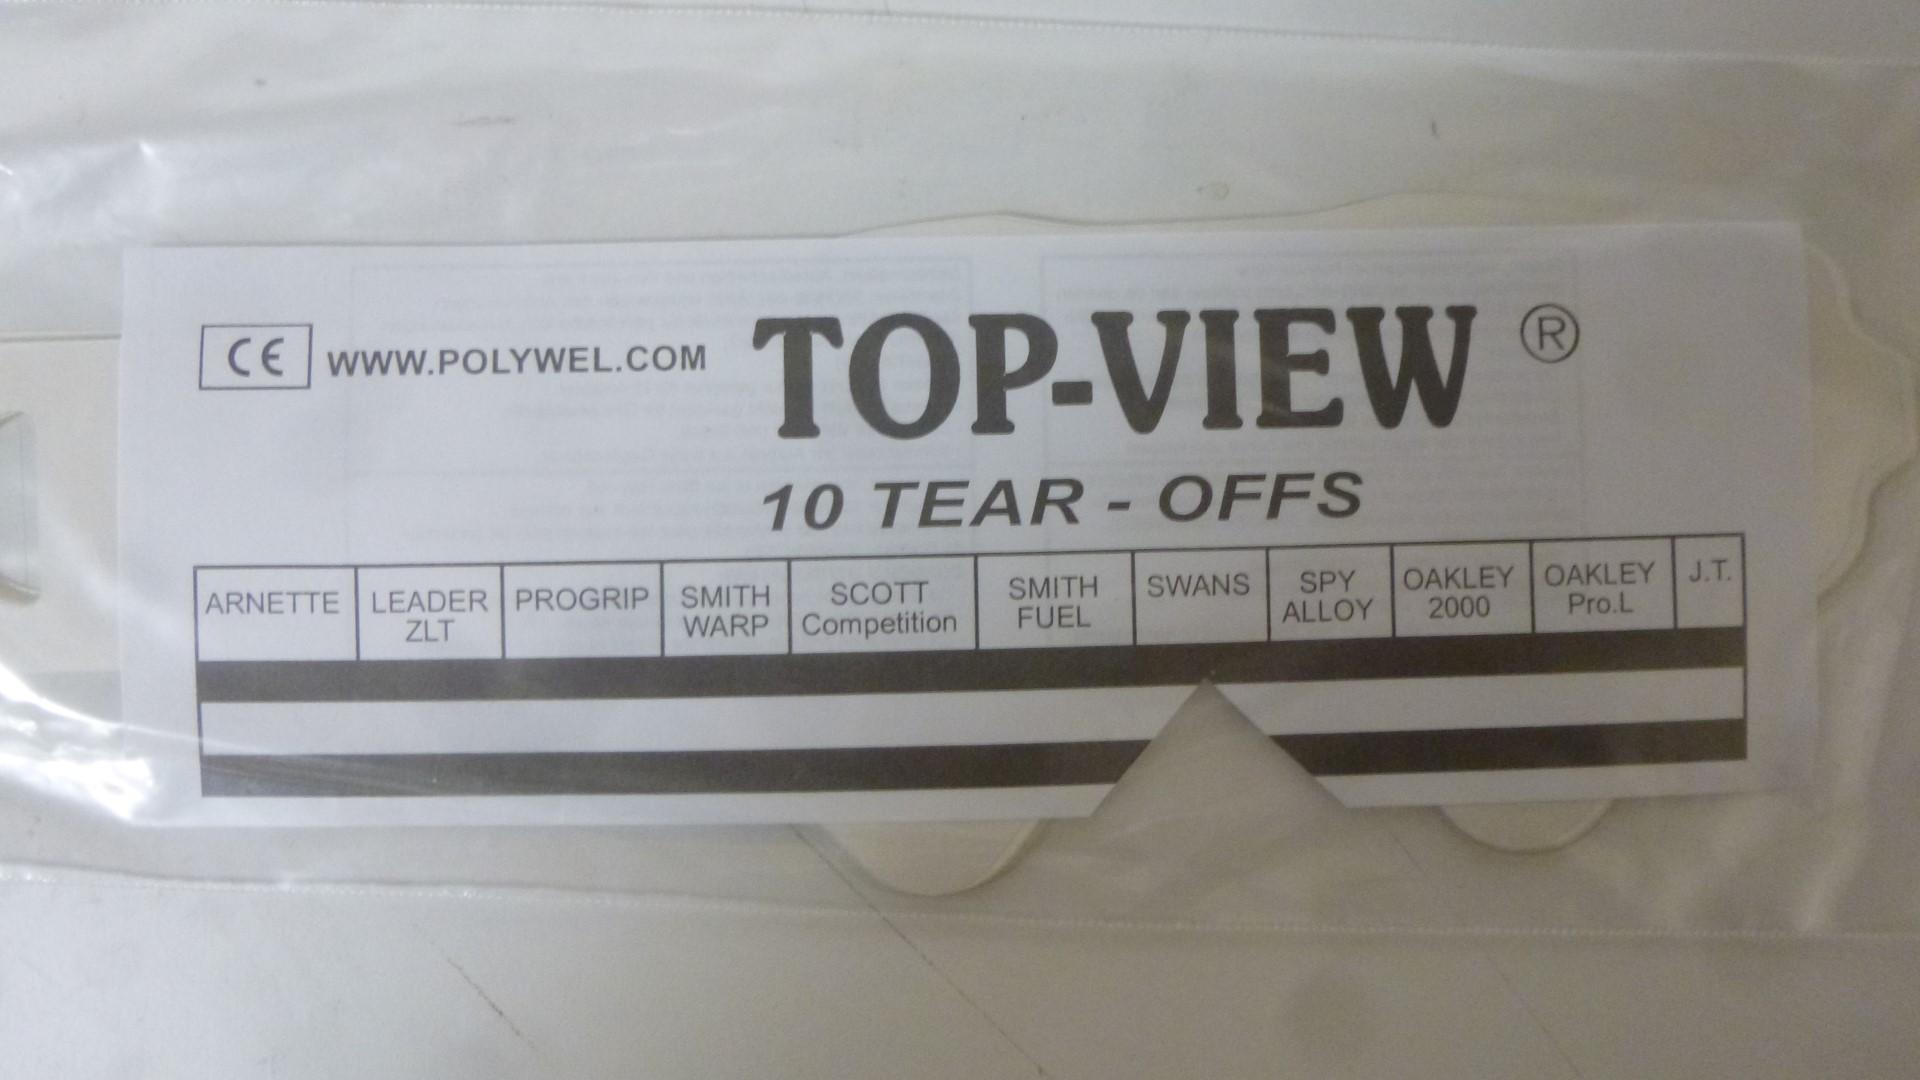 CE WWW.POLYWEL.COM TOP-VIEW ®
10 TEAR - OFFS
ARNETTE
LEADER
ZLT
PROGRIP
SMITH
WARP
SCOTT
Competition
SMITH
FUEL
SWANS
SPY
ALLOY
OAKLEY
2000
OAKLEY
Pro.L
J.T.